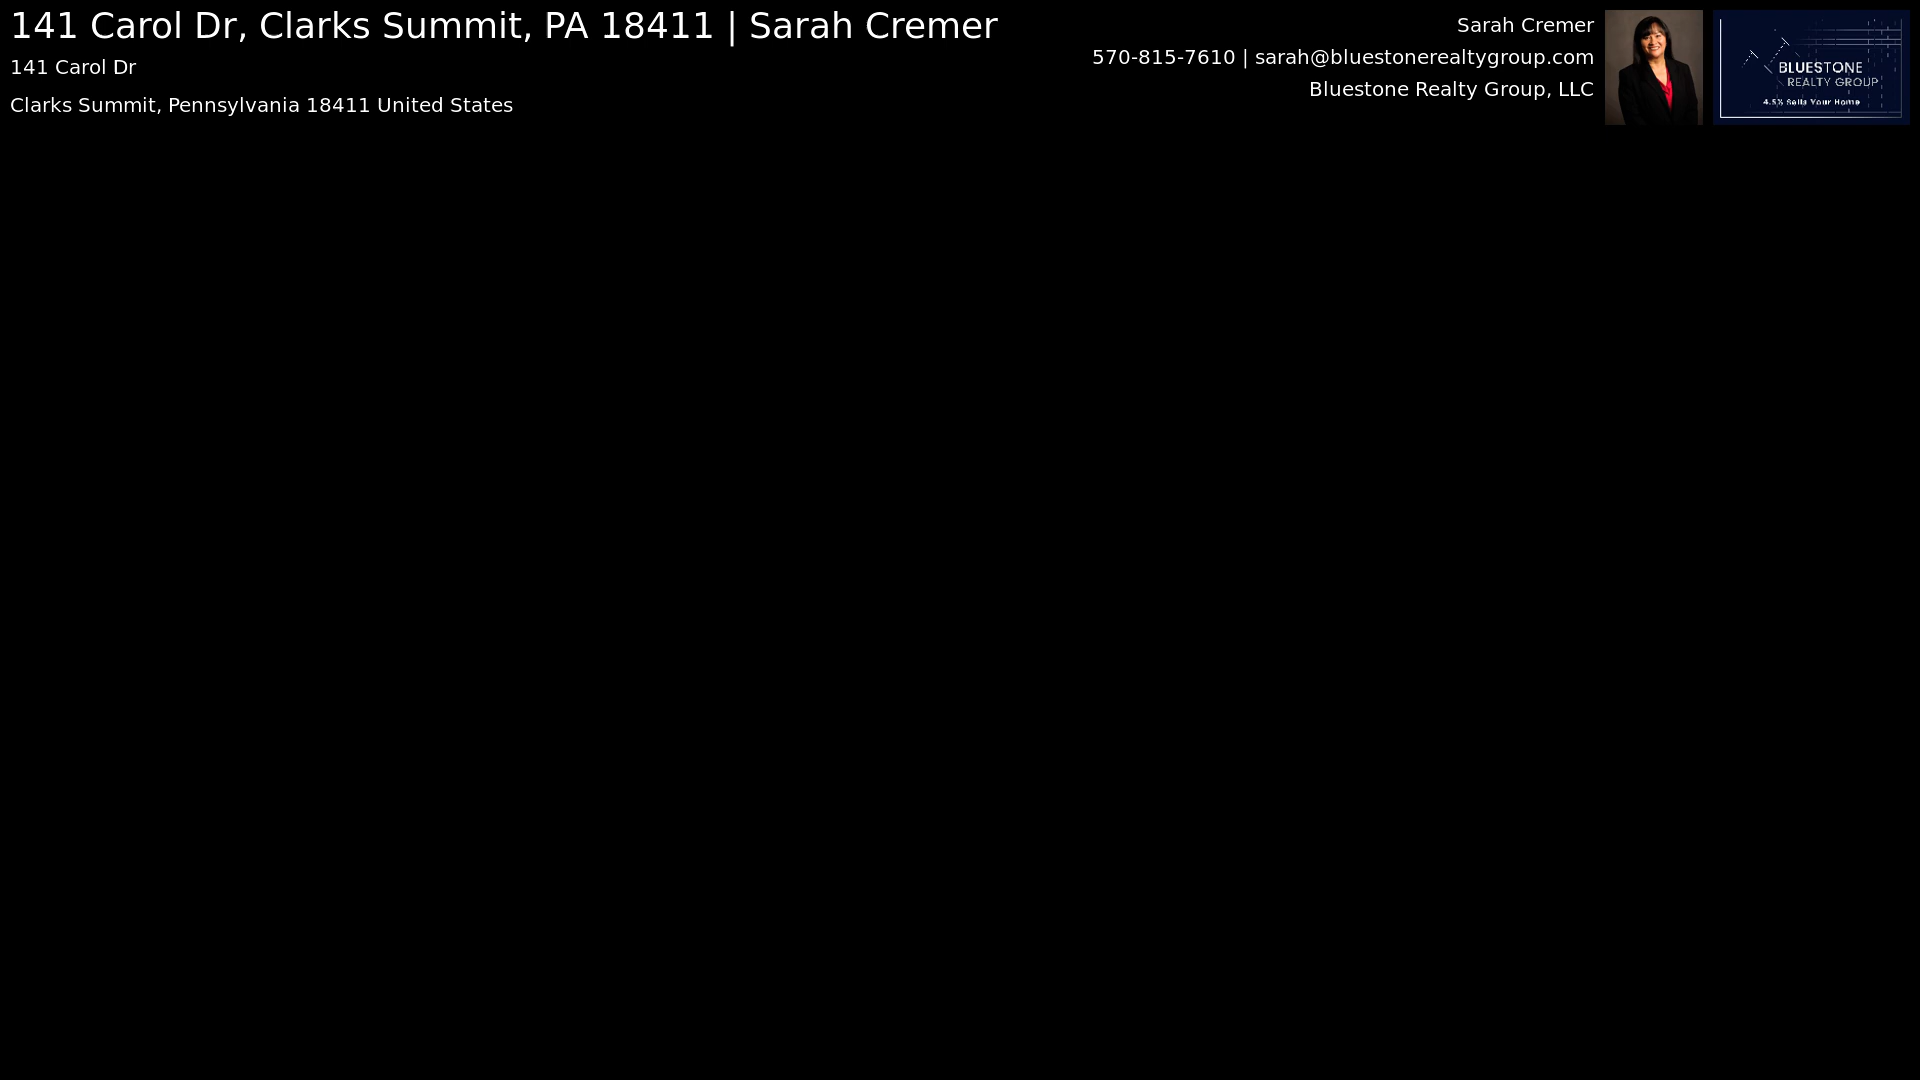 141 Carol Dr, Clarks Summit, PA 18411 | Sarah Cremer
141 Carol Dr
Clarks Summit, Pennsylvania 18411 United States
Sarah Cremer
570-815-7610 | sarah@bluestonerealtygroup.com
Bluestone Realty Group, LLC
BLUESTONE
REALTY GROUP
4.5% Sells Your Home